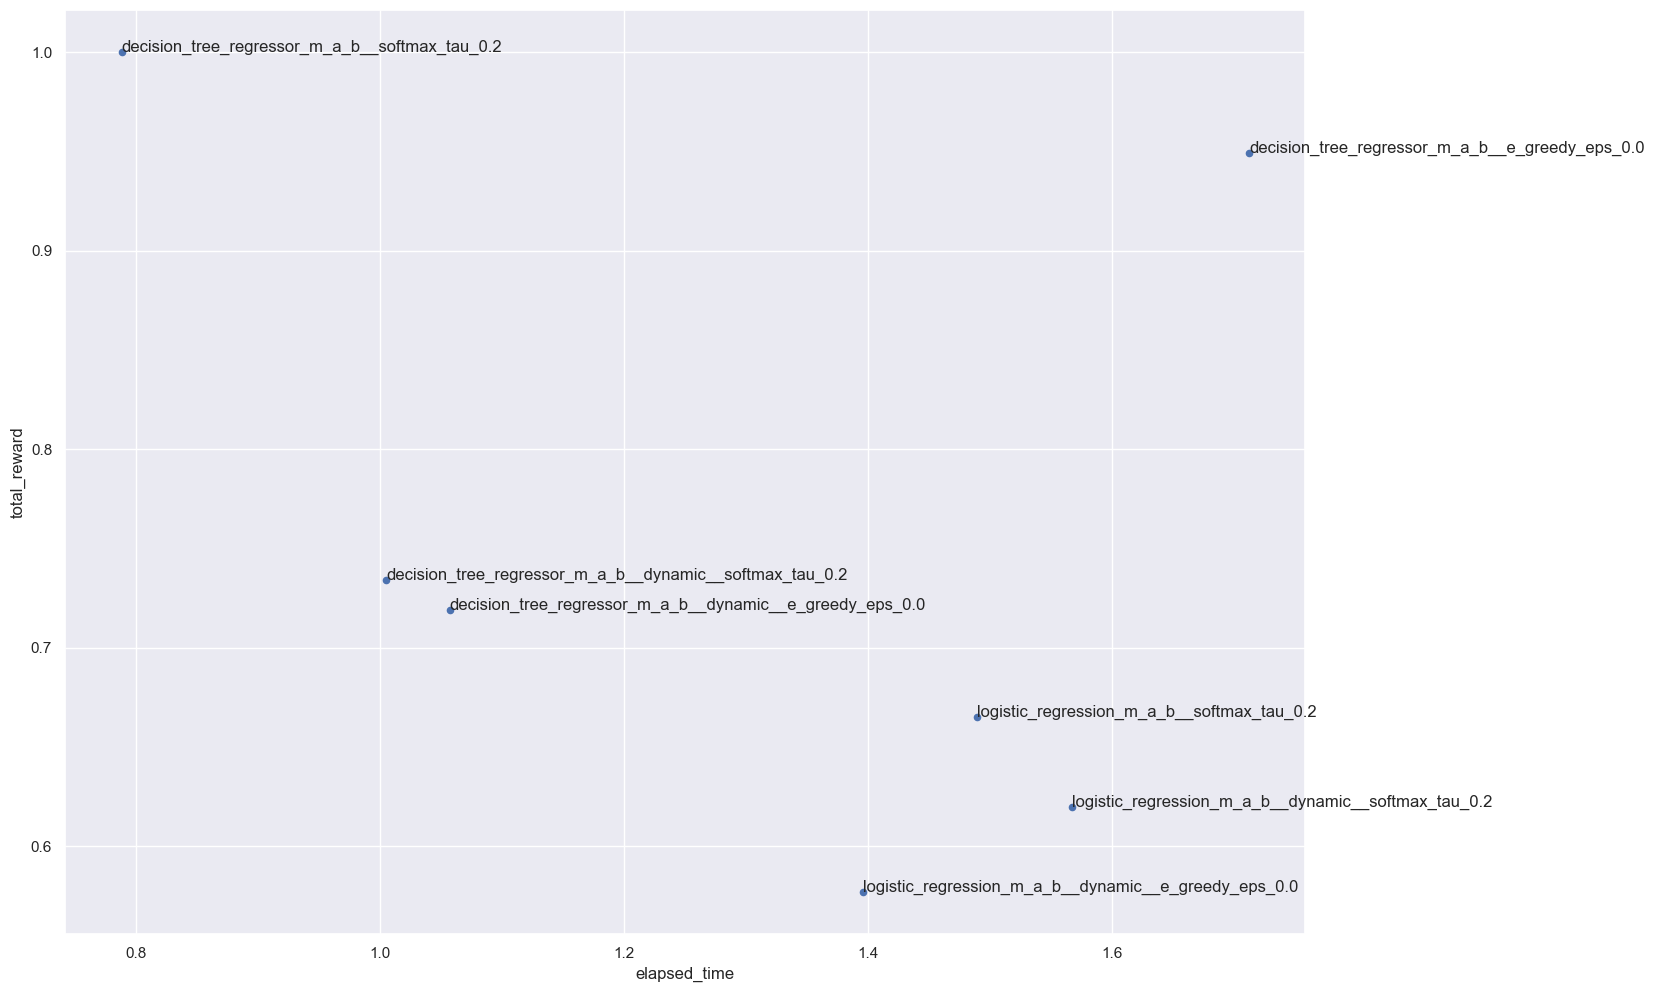 1.0
decision_tree_regressor_m_a_b__softmax_tau_0.2
decision_tree_regressor_m_a_b__e_greedy_eps_0.0
0.9
0.8
total_reward
decision_tree_regressor_m_a_b__dynamic__softmax_tau_0.2
decision_tree_regressor_m_a_b__dynamic__e_greedy_eps_0.0
0.7
logistic_regression_m_a_b__softmax_tau_0.2
logistic_regression_m_a_b__dynamic__softmax_tau_0.2
0.6
logistic_regression_m_a_b__dynamic__e_greedy_eps_0.0
0.8 1.0 1.2 1.4 1.6
elapsed_time